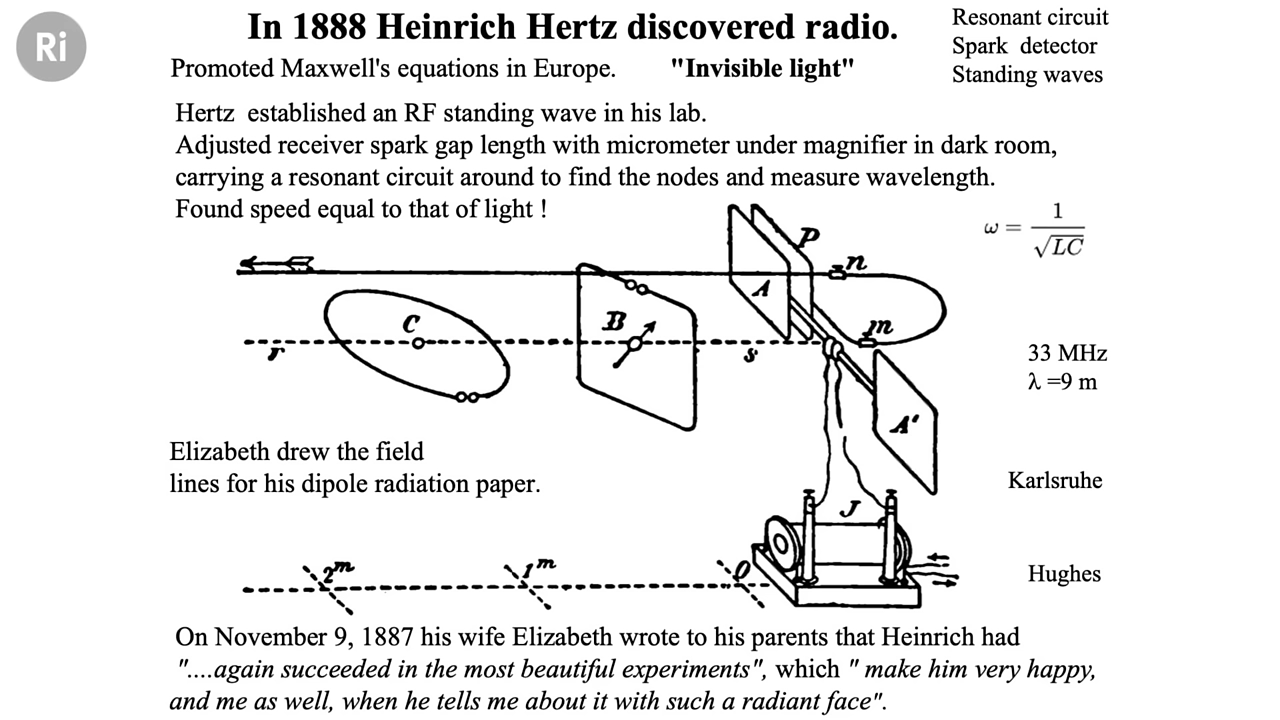 Ri
In 1888 Heinrich Hertz discovered radio.
Resonant circuit
Spark detector
Standing waves
Promoted Maxwell's equations in Europe. "Invisible light"
Hertz established an RF standing wave in his lab.
Adjusted receiver spark gap length with micrometer under magnifier in dark room,
carrying a resonant circuit around to find the nodes and measure wavelength.
Found speed equal to that of light !
ω = 1/√LC
P
n
A
B
C
m
r
s
33 MHz
λ =9 m
A'
Elizabeth drew the field
lines for his dipole radiation paper.
Karlsruhe
J
2m
1m
0
Hughes
On November 9, 1887 his wife Elizabeth wrote to his parents that Heinrich had
"....again succeeded in the most beautiful experiments", which " make him very happy,
and me as well, when he tells me about it with such a radiant face".